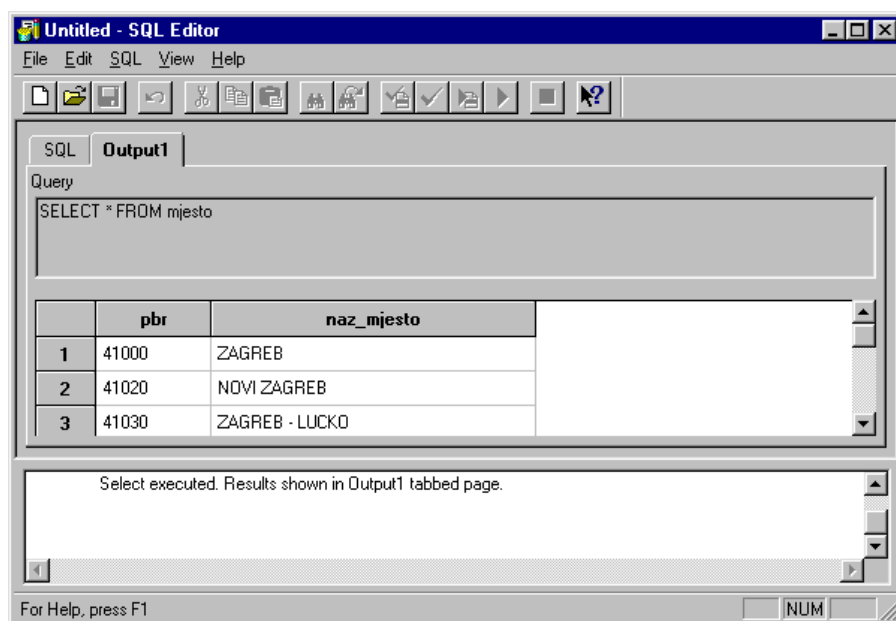 Untitled - SQL Editor
File Edit SQL View Help
SQL Output1
Query
SELECT * FROM mjesto
pbr naz_mjesto
1 41000 ZAGREB
2 41020 NOVI ZAGREB
3 41030 ZAGREB - LUCKO
Select executed. Results shown in Output1 tabbed page.
For Help, press F1 NUM